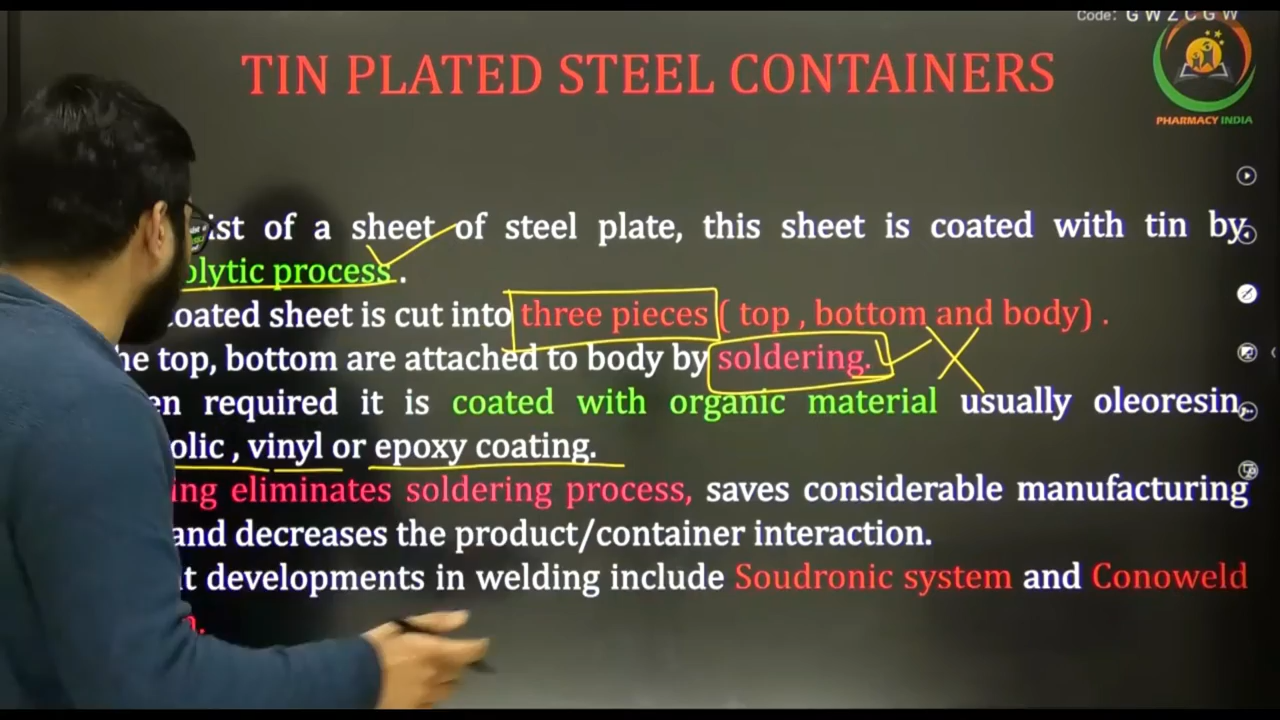 Code: G W Z C G W
TIN PLATED STEEL CONTAINERS
PHARMACY INDIA
ist of a sheet of steel plate, this sheet is coated with tin by
olytic process .
coated sheet is cut into three pieces ( top , bottom and body) .
he top, bottom are attached to body by soldering.
en required it is coated with organic material usually oleoresin,
olic , vinyl or epoxy coating.
ing eliminates soldering process, saves considerable manufacturing
and decreases the product/container interaction.
t developments in welding include Soudronic system and Conoweld